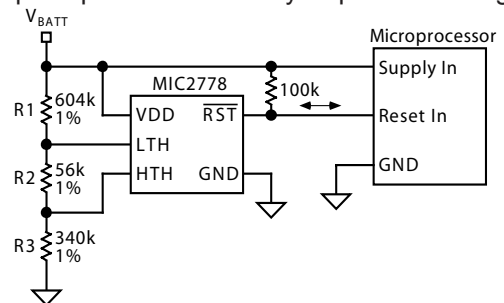 V_BATT
Microprocessor
Supply In
MIC2778
100k
R1 604k 1%
VDD
RST
Reset In
LTH
R2 56k 1%
HTH
GND
GND
R3 340k 1%